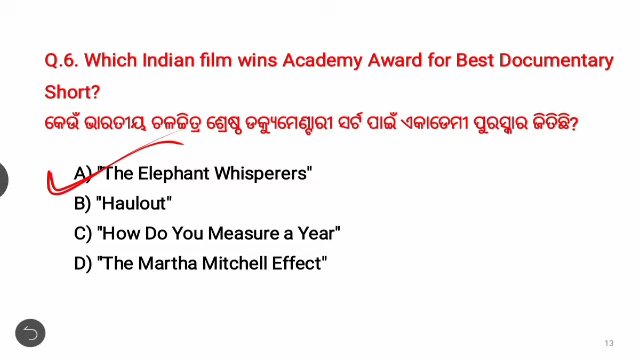 Q.6. Which Indian film wins Academy Award for Best Documentary
Short?
କେଉଁ ଭାରତୀୟ ଚଳଚ୍ଚିତ୍ର ଶ୍ରେଷ୍ଠ ଡକ୍ୟୁମେଣ୍ଟାରୀ ସର୍ଟ ପାଇଁ ଏକାଡେମୀ ପୁରସ୍କାର ଜିତିଛି?
A) "The Elephant Whisperers"
B) "Haulout"
C) "How Do You Measure a Year"
D) "The Martha Mitchell Effect"
13